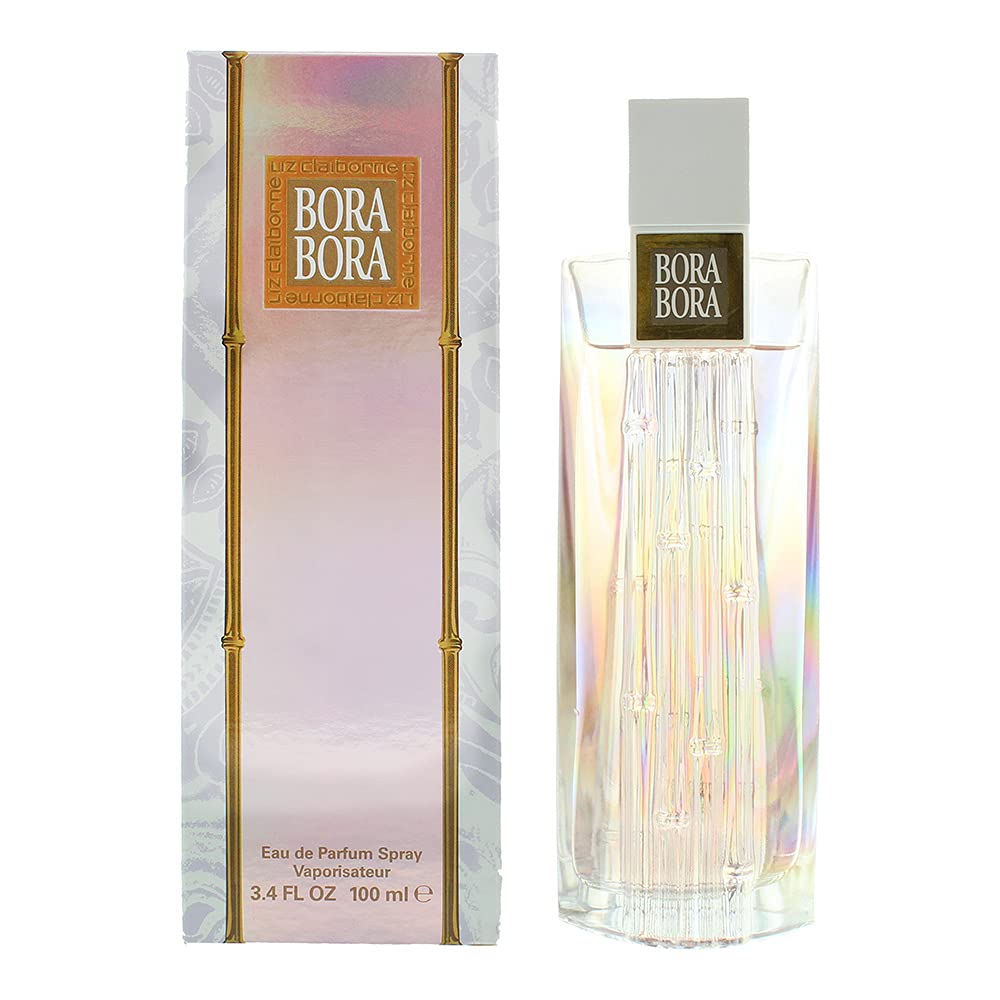 liz claiborne
liz claiborne
BORA
BORA
liz claiborne
liz claiborne
Eau de Parfum Spray
Vaporisateur
3.4 FL OZ 100 ml ℮
BORA
BORA